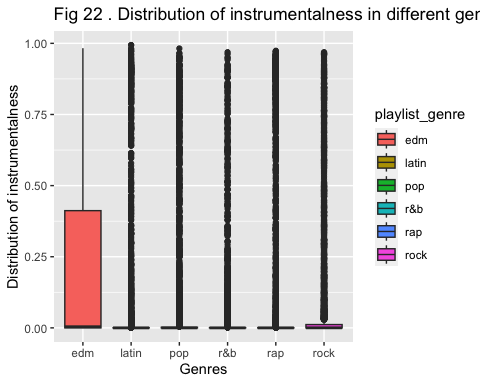 Fig 22 . Distribution of instrumentalness in different ger
Distribution of instrumentalness
1.00
0.75
0.50
0.25
0.00
edm latin pop r&b rap rock
Genres
playlist_genre
edm
latin
pop
r&b
rap
rock